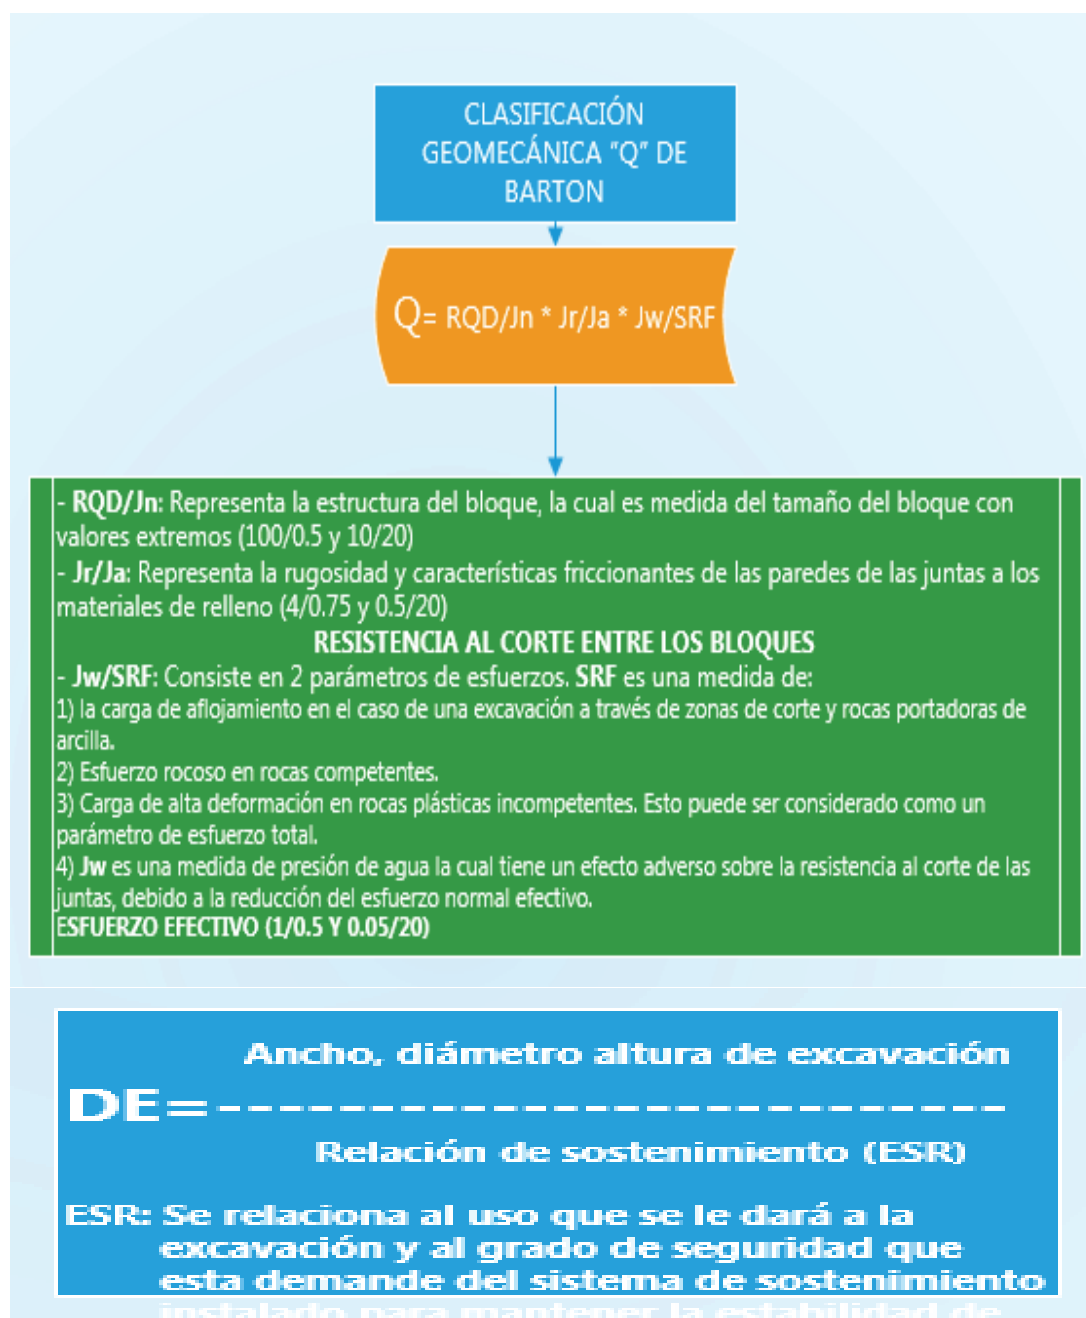 CLASIFICACIÓN
GEOMECÁNICA "Q" DE
BARTON
Q= RQD/Jn * Jr/Ja * Jw/SRF
- RQD/Jn: Representa la estructura del bloque, la cual es medida del tamaño del bloque con
valores extremos (100/0.5 y 10/20)
- Jr/Ja: Representa la rugosidad y características friccionantes de las paredes de las juntas a los
materiales de relleno (4/0.75 y 0.5/20)
RESISTENCIA AL CORTE ENTRE LOS BLOQUES
- Jw/SRF: Consiste en 2 parámetros de esfuerzos. SRF es una medida de:
1) la carga de aflojamiento en el caso de una excavación a través de zonas de corte y rocas portadoras de
arcilla.
2) Esfuerzo rocoso en rocas competentes.
3) Carga de alta deformación en rocas plásticas incompetentes. Esto puede ser considerado como un
parámetro de esfuerzo total.
4) Jw es una medida de presión de agua la cual tiene un efecto adverso sobre la resistencia al corte de las
juntas, debido a la reducción del esfuerzo normal efectivo.
ESFUERZO EFECTIVO (1/0.5 Y 0.05/20)
Ancho, diámetro altura de excavación
DE=---------------------------
Relación de sostenimiento (ESR)
ESR: Se relaciona al uso que se le dará a la
excavación y al grado de seguridad que
esta demande del sistema de sostenimiento
instalado para mantener la estabilidad de